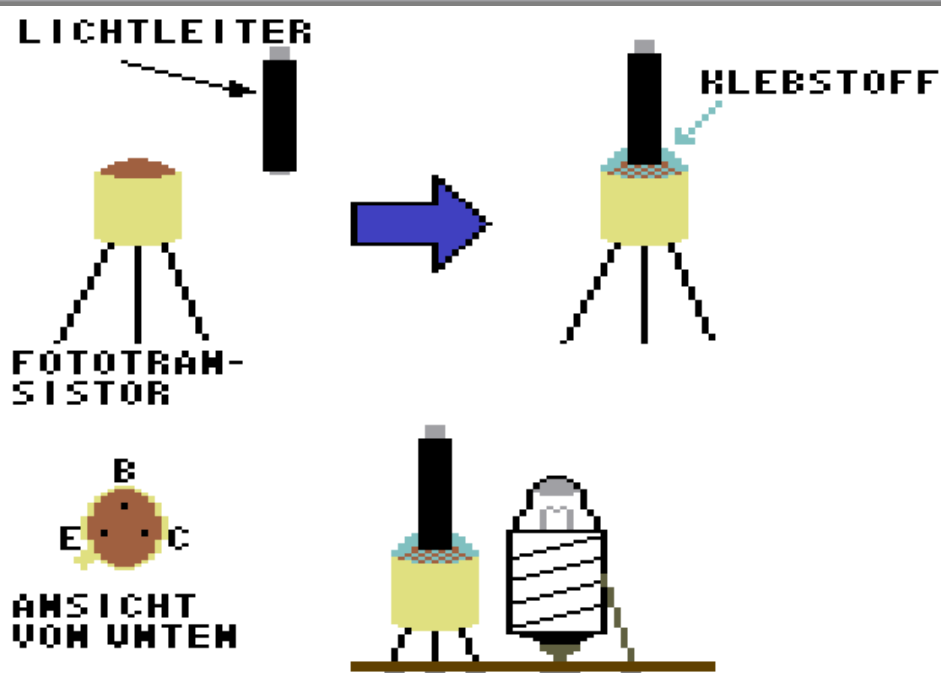 LICHTLEITER
KLEBSTOFF
FOTOTRAN-
SISTOR
B
E C
ANSICHT
VON UNTEN